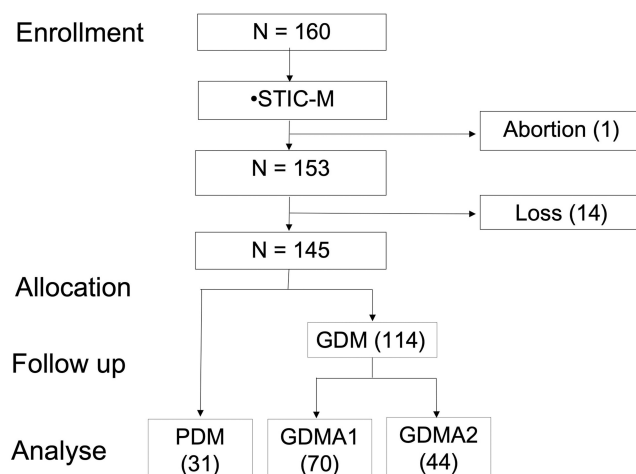 Enrollment
N = 160
•STIC-M
Abortion (1)
N = 153
Loss (14)
N = 145
Allocation
GDM (114)
Follow up
Analyse
PDM
(31)
GDMA1
(70)
GDMA2
(44)